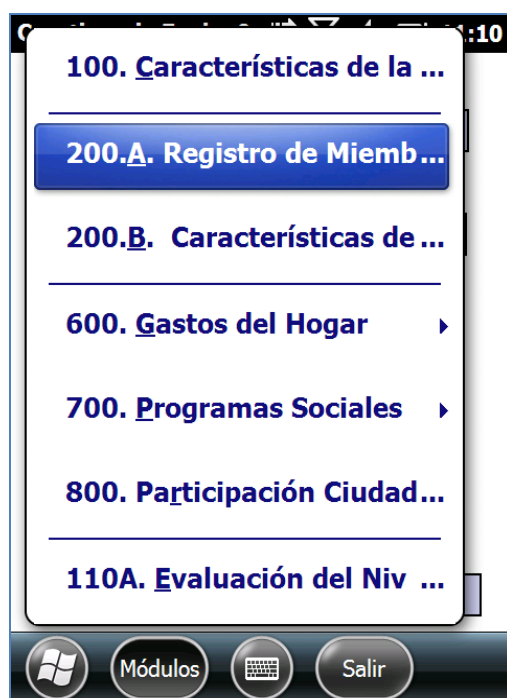 :10
100. Características de la ...
200.A. Registro de Miemb...
200.B. Características de ...
600. Gastos del Hogar
700. Programas Sociales
800. Participación Ciudad...
110A. Evaluación del Niv ...
Módulos
Salir